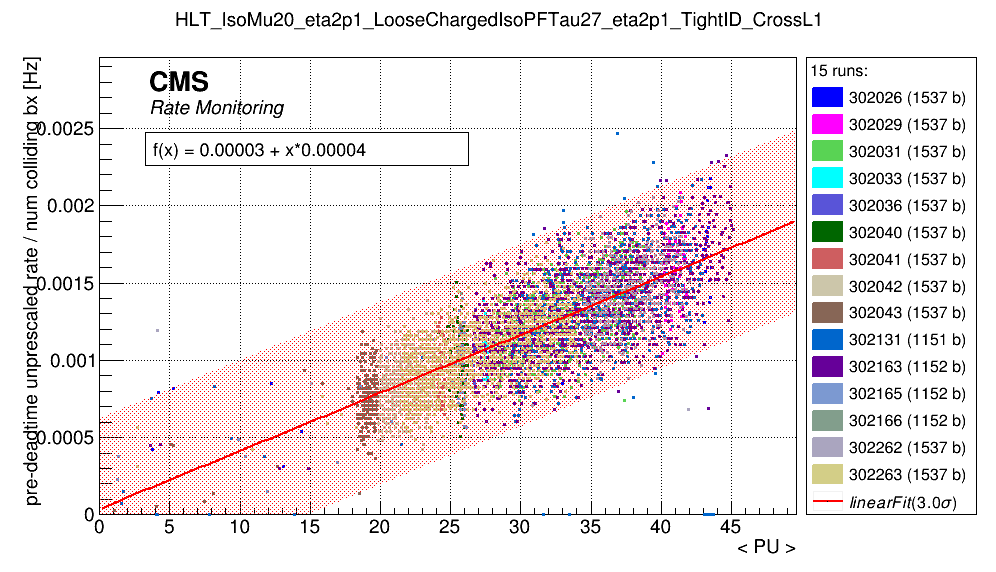 HLT_IsoMu20_eta2p1_LooseChargedIsoPFTau27_eta2p1_TightID_CrossL1
pre-deadtime unprescaled rate / num colliding bx [Hz]
CMS
Rate Monitoring
f(x) = 0.00003 + x*0.00004
0.0025
0.002
0.0015
0.001
0.0005
0
0 5 10 15 20 25 30 35 40 45
< PU >
15 runs:
302026 (1537 b)
302029 (1537 b)
302031 (1537 b)
302033 (1537 b)
302036 (1537 b)
302040 (1537 b)
302041 (1537 b)
302042 (1537 b)
302043 (1537 b)
302131 (1151 b)
302163 (1152 b)
302165 (1152 b)
302166 (1152 b)
302262 (1537 b)
302263 (1537 b)
linearFit(3.0σ)